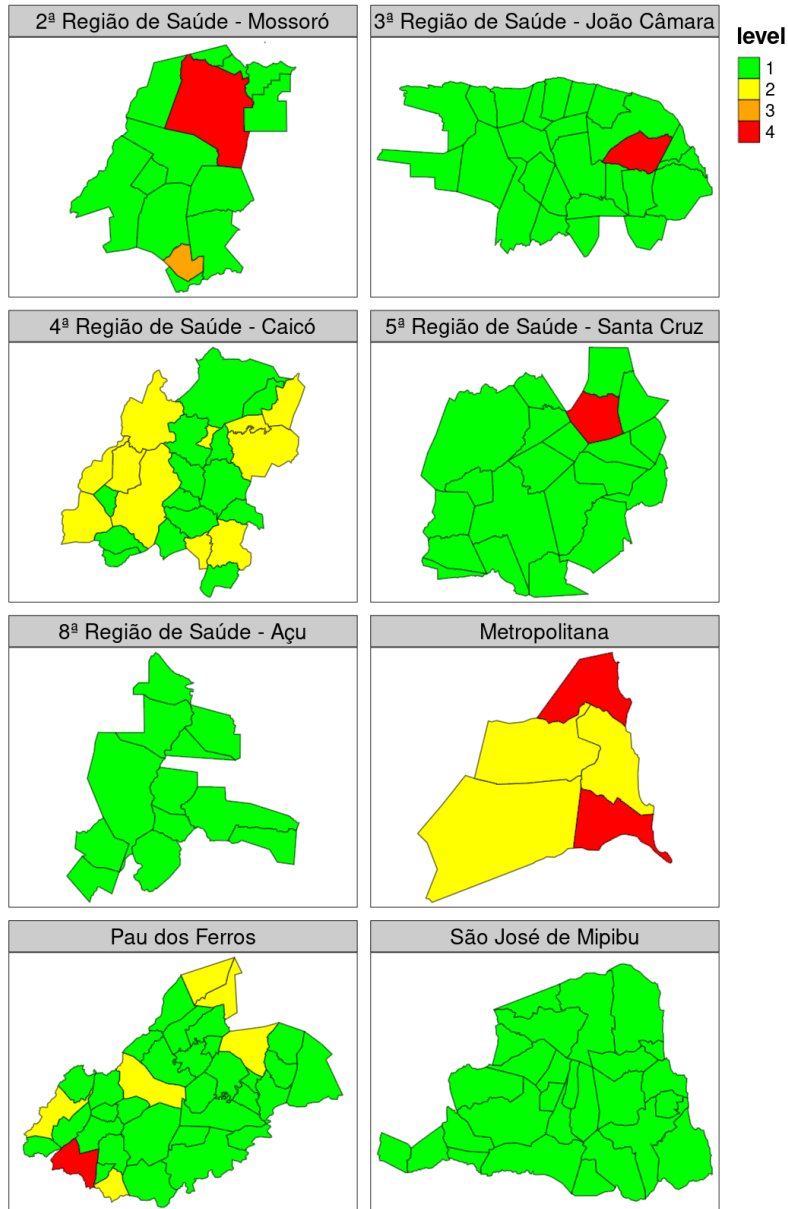 2ª Região de Saúde - Mossoró
3ª Região de Saúde - João Câmara
level
1
2
3
4
4ª Região de Saúde - Caicó
5ª Região de Saúde - Santa Cruz
8ª Região de Saúde - Açu
Metropolitana
Pau dos Ferros
São José de Mipibu